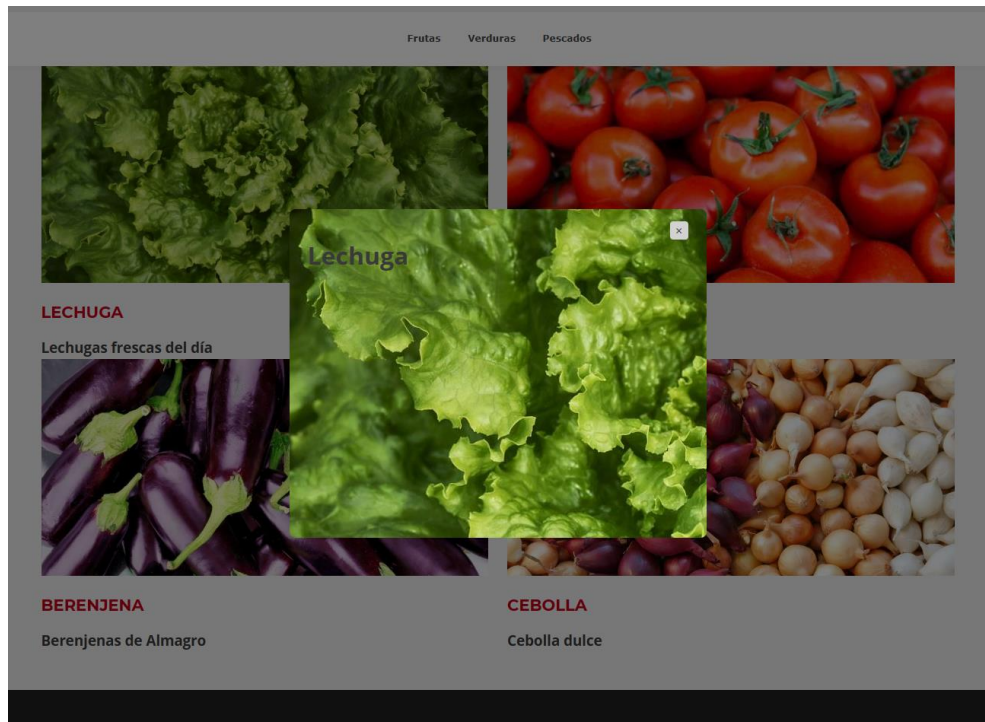 Frutas Verduras Pescados
×
Lechuga
LECHUGA
Lechugas frescas del día
BERENJENA
CEBOLLA
Berenjenas de Almagro
Cebolla dulce